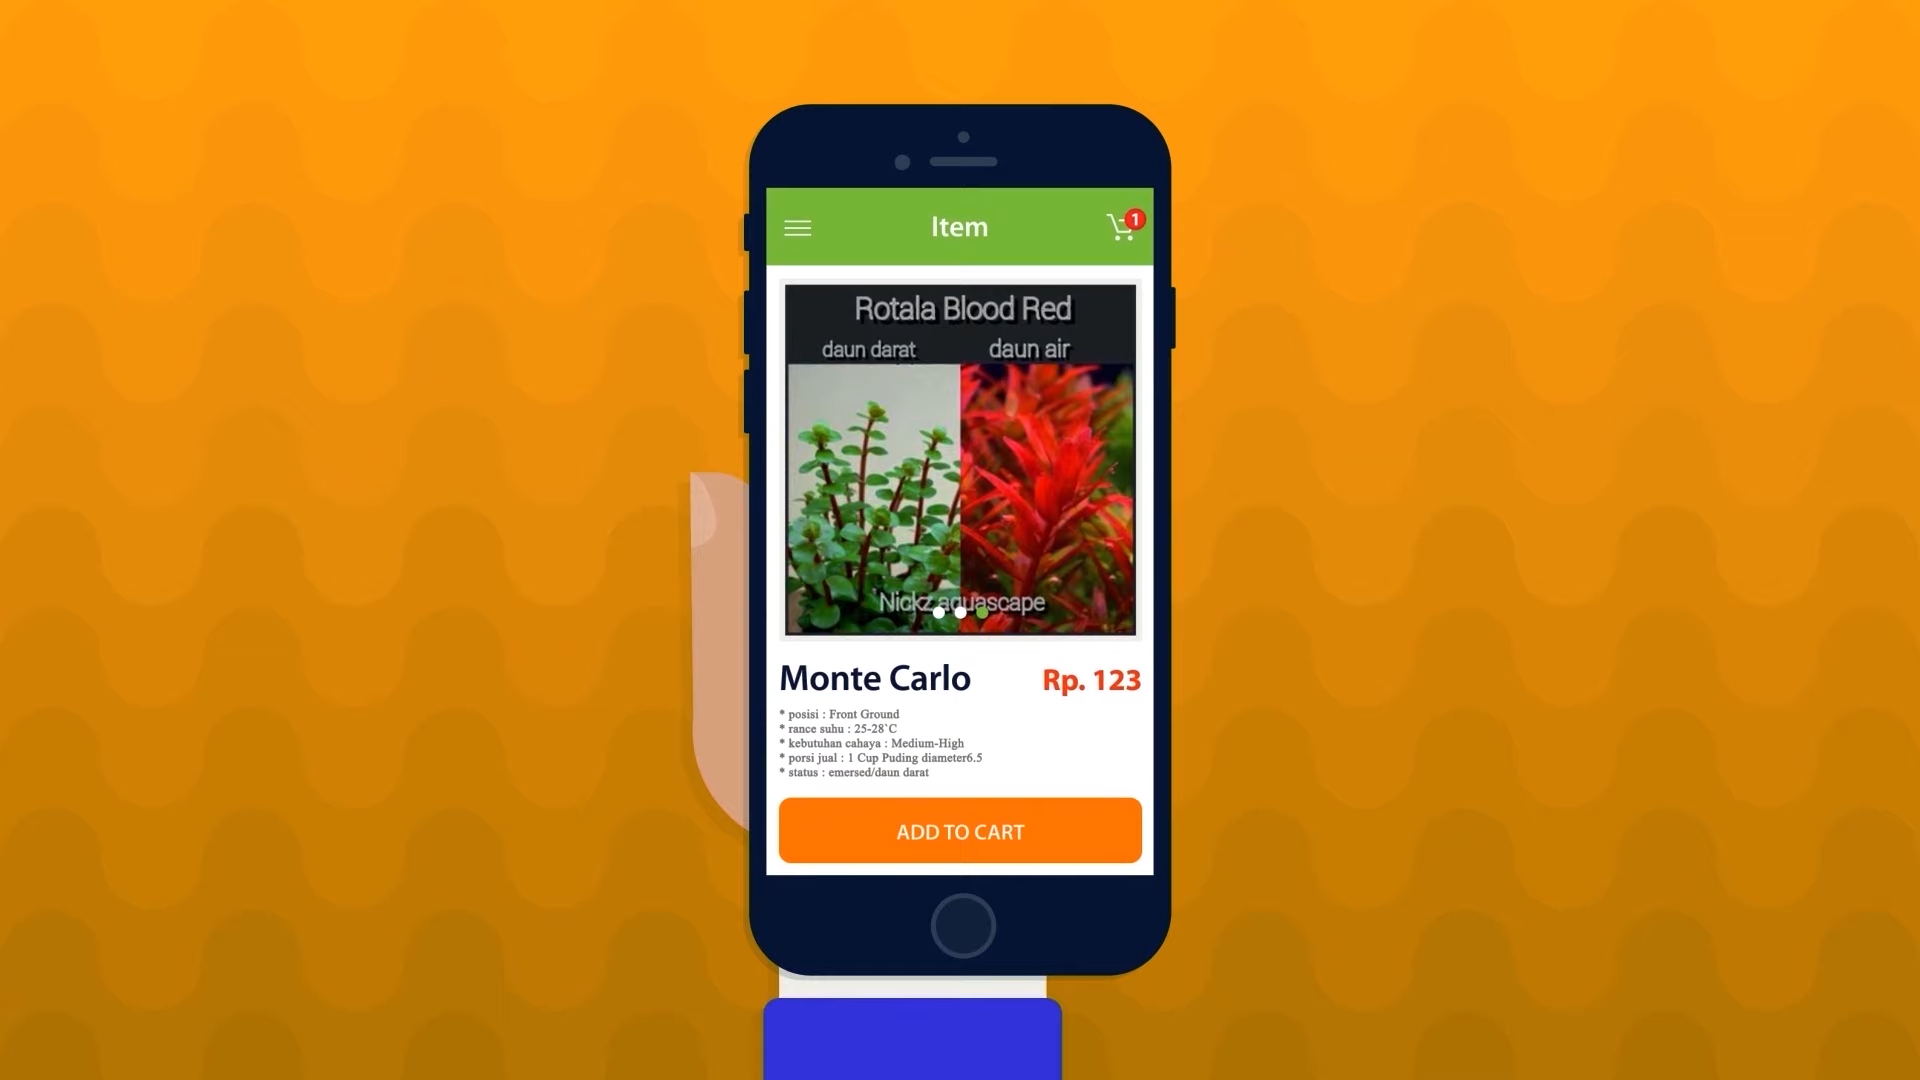 Item
1
Rotala Blood Red
daun darat daun air
Nickz aquascape
Monte Carlo Rp. 123
* posisi : Front Ground
* rance suhu : 25-28`C
* kebutuhan cahaya : Medium-High
* porsi jual : 1 Cup Puding diameter6.5
* status : emersed/daun darat
ADD TO CART